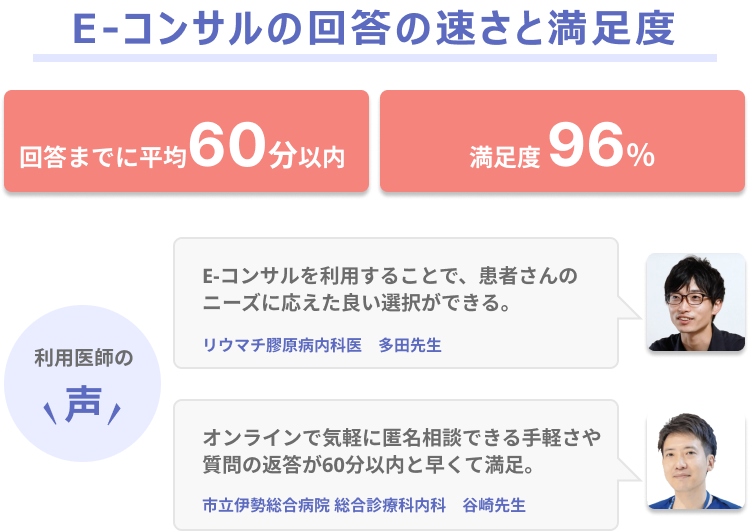 E-コンサルの回答の速さと満足度
回答までに平均60分以内
満足度 96%
利用医師の
声
E-コンサルを利用することで、患者さんの
ニーズに応えた良い選択ができる。
リウマチ膠原病内科医 多田先生
オンラインで気軽に匿名相談できる手軽さや
質問の返答が60分以内と早くて満足。
市立伊勢総合病院 総合診療科内科 谷崎先生